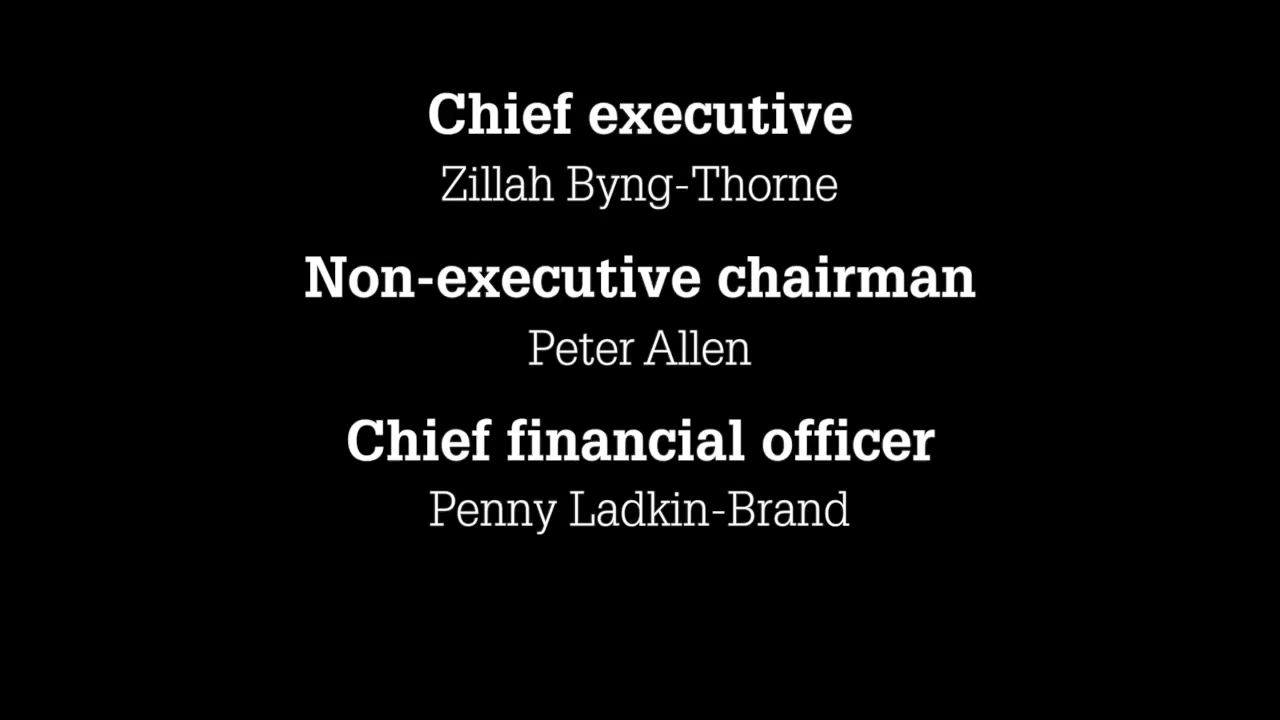 Chief executive
Zillah Byng-Thorne
Non-executive chairman
Peter Allen
Chief financial officer
Penny Ladkin-Brand